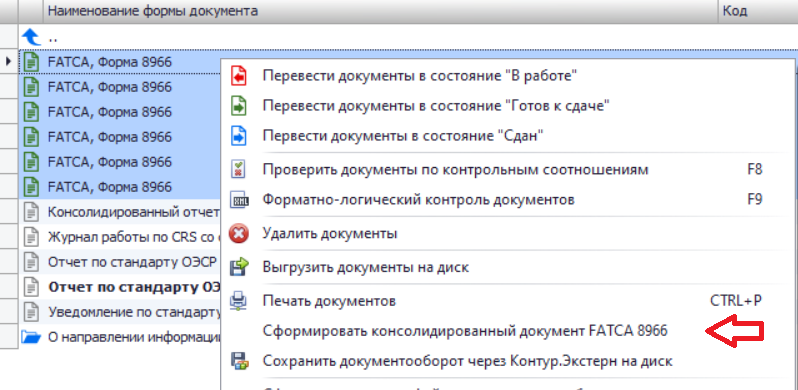 Наименование формы документа Код
..
FATCA, Форма 8966
FATCA, Форма 8966
FATCA, Форма 8966
FATCA, Форма 8966
FATCA, Форма 8966
FATCA, Форма 8966
Консолидированный отчет
Журнал работы по CRS со
Отчет по стандарту ОЭСР
Отчет по стандарту ОЭ
Уведомление по стандарту
О направлении информации
Перевести документы в состояние "В работе"
Перевести документы в состояние "Готов к сдаче"
Первести документы в состояние "Сдан"
Проверить документы по контрольным соотношениям F8
XML Форматно-логический контроль документов F9
Удалить документы
Выгрузить документы на диск
Печать документов CTRL+P
Сформировать консолидированный документ FATCA 8966
Сохранить документооборот через Контур.Экстерн на диск